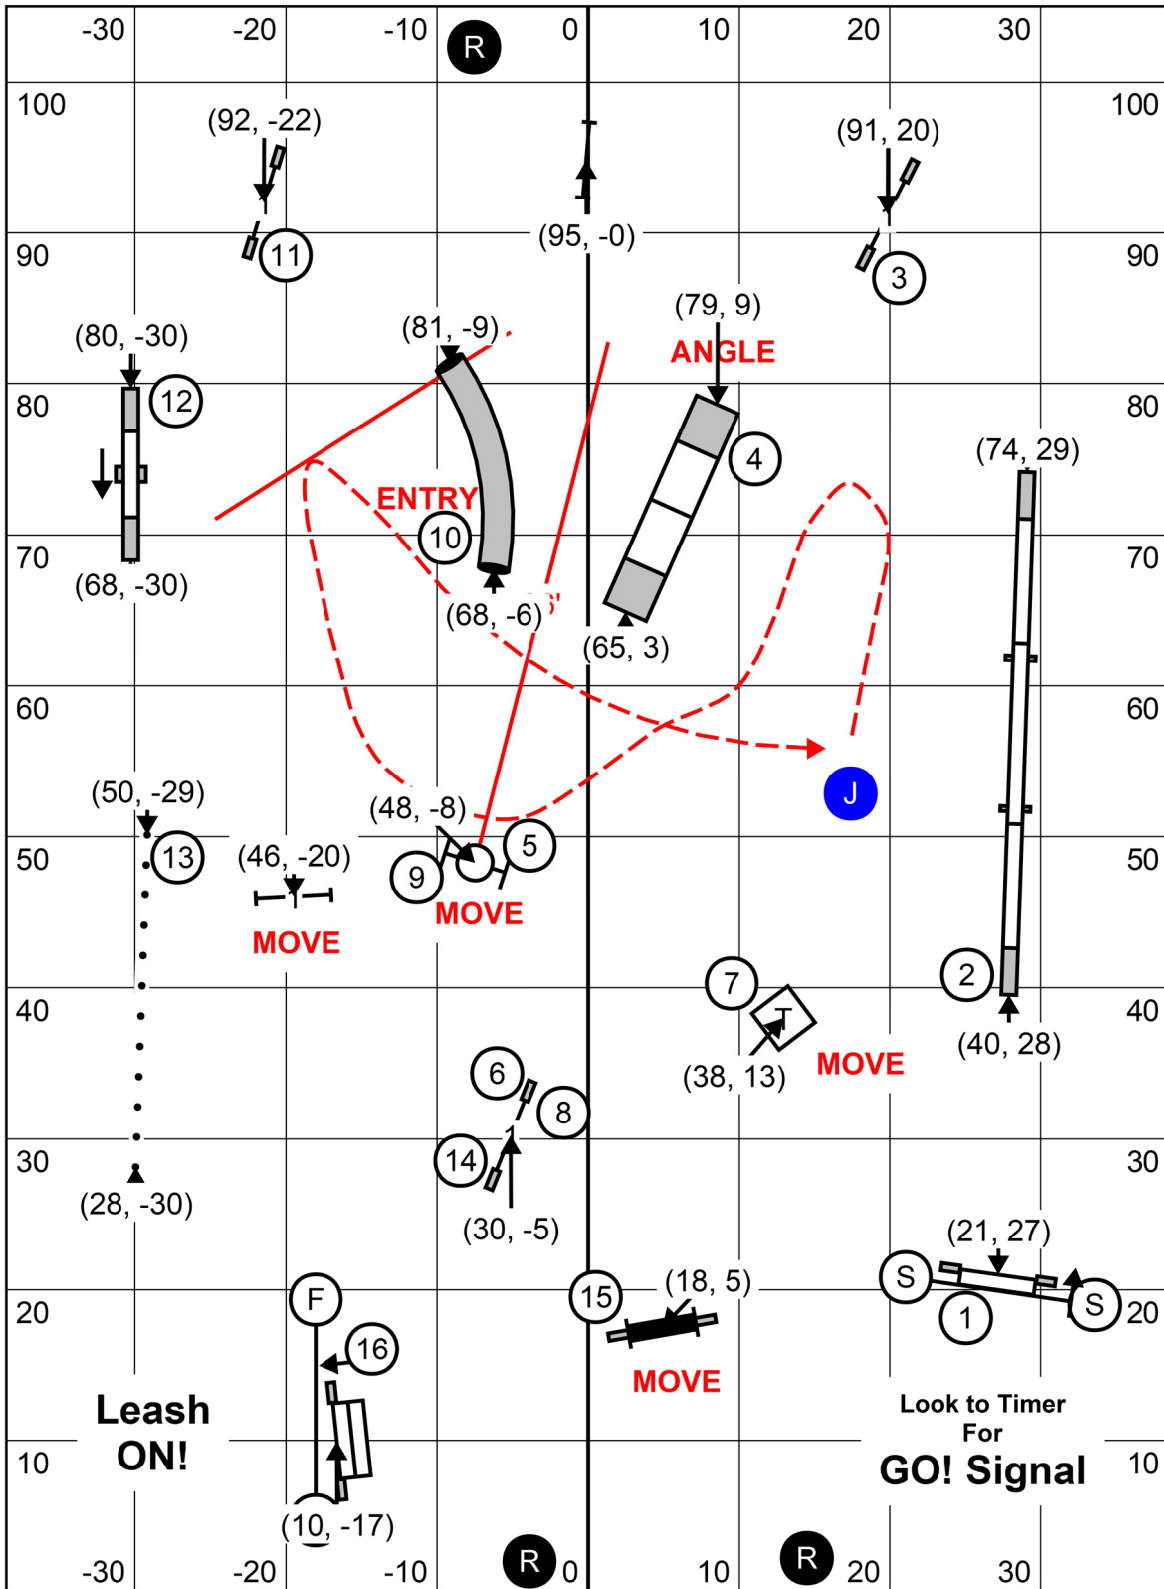 -30 -20 -10 R 0 10 20 30
100 100
(92, -22) (91, 20)
(95, -0)
90 11 3 90
(81, -9) (79, 9)
(80, -30) ANGLE
80 12 80
4 (74, 29)
ENTRY
10
70 70
(68, -30) (68, -6) 6'
(65, 3)
60 60
(50, -29) (48, -8) J
50 13 (46, -20) 9 5 50
MOVE
MOVE
7 2
40 T 40
(38, 13) MOVE (40, 28)
6
8
1
30 14 30
(28, -30) (30, -5) (21, 27)
20 F 15 (18, 5) S S 20
1
16
MOVE
Leash
ON!
Look to Timer
For
GO! Signal
10 10
(10, -17)
-30 -20 -10 R 0 10 R 20 30